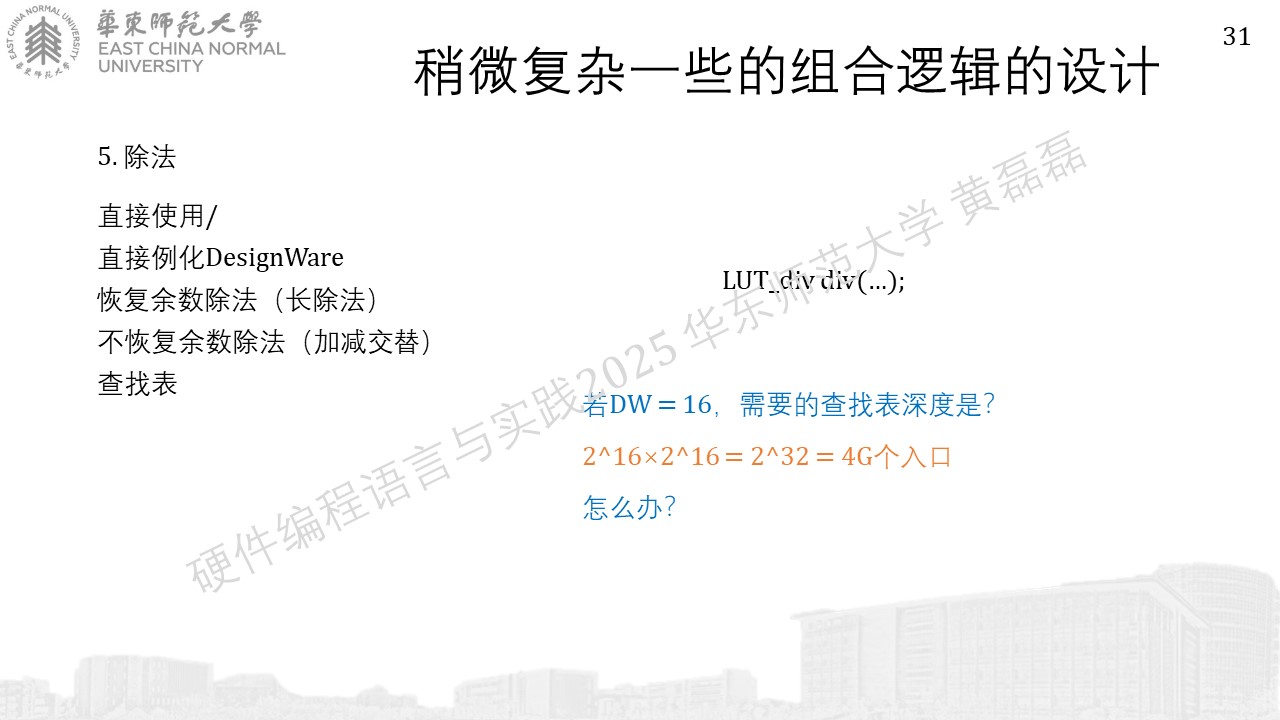 華東師範大學
EAST CHINA NORMAL
UNIVERSITY
31
稍微复杂一些的组合逻辑的设计
5. 除法
直接使用/
直接例化DesignWare
恢复余数除法（长除法）
不恢复余数除法（加减交替）
查找表
LUT_div div(…);
若DW = 16，需要的查找表深度是？
2^16×2^16 = 2^32 = 4G个入口
怎么办？
硬件编程语言与实践2025 华东师范大学 黄磊磊
EAST CHINA NORMAL UNIVERSITY
華東師范大學